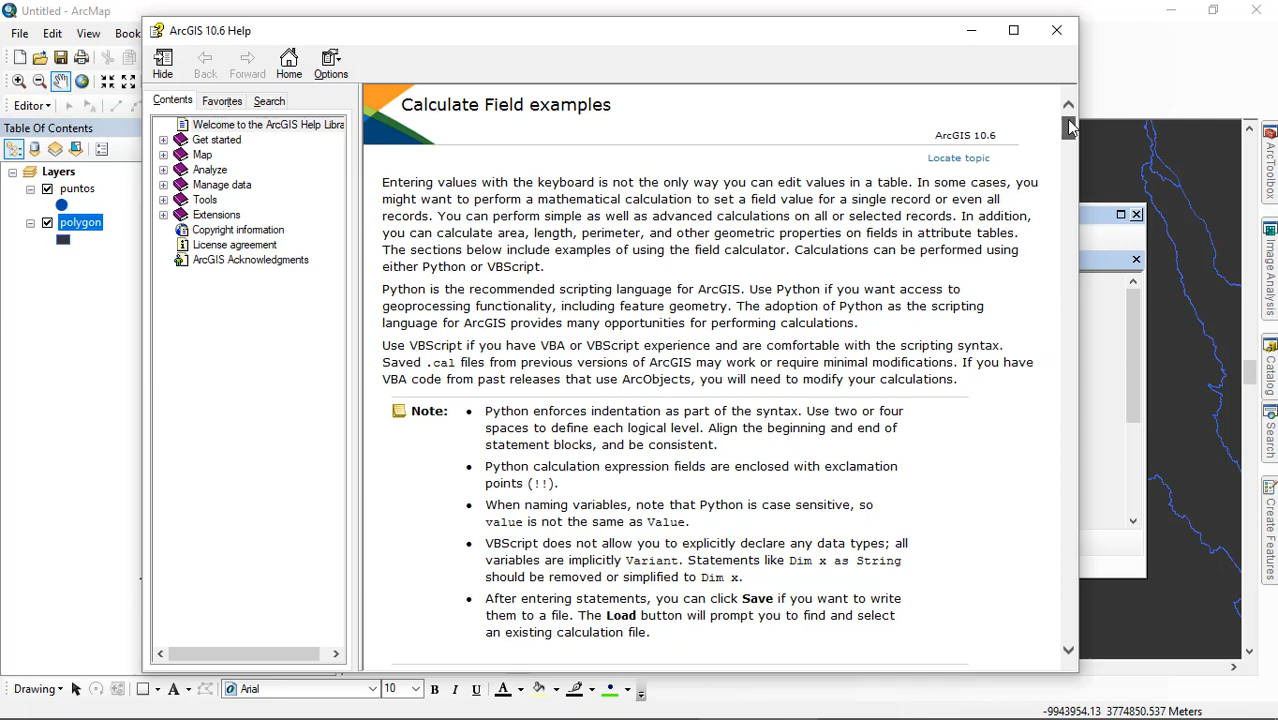 Untitled - ArcMap
File Edit View Book
Editor
Table Of Contents
Layers
puntos
polygon
ArcGIS 10.6 Help
Hide Back Forward Home Options
Contents Favorites Search
Welcome to the ArcGIS Help Libra
Get started
Map
Analyze
Manage data
Tools
Extensions
Copyright information
License agreement
ArcGIS Acknowledgments
Calculate Field examples
ArcGIS 10.6
Locate topic
Entering values with the keyboard is not the only way you can edit values in a table. In some cases, you
might want to perform a mathematical calculation to set a field value for a single record or even all
records. You can perform simple as well as advanced calculations on all or selected records. In addition,
you can calculate area, length, perimeter, and other geometric properties on fields in attribute tables.
The sections below include examples of using the field calculator. Calculations can be performed using
either Python or VBScript.
Python is the recommended scripting language for ArcGIS. Use Python if you want access to
geoprocessing functionality, including feature geometry. The adoption of Python as the scripting
language for ArcGIS provides many opportunities for performing calculations.
Use VBScript if you have VBA or VBScript experience and are comfortable with the scripting syntax.
Saved .cal files from previous versions of ArcGIS may work or require minimal modifications. If you have
VBA code from past releases that use ArcObjects, you will need to modify your calculations.
Note: • Python enforces indentation as part of the syntax. Use two or four
spaces to define each logical level. Align the beginning and end of
statement blocks, and be consistent.
• Python calculation expression fields are enclosed with exclamation
points (!!).
• When naming variables, note that Python is case sensitive, so
value is not the same as Value.
• VBScript does not allow you to explicitly declare any data types; all
variables are implicitly Variant. Statements like Dim x as String
should be removed or simplified to Dim x.
• After entering statements, you can click Save if you want to write
them to a file. The Load button will prompt you to find and select
an existing calculation file.
ArcToolbox
Image Analysis
Catalog
Search
Create Features
Drawing A Arial 10 B I U A
-9943954.13 3774850.537 Meters